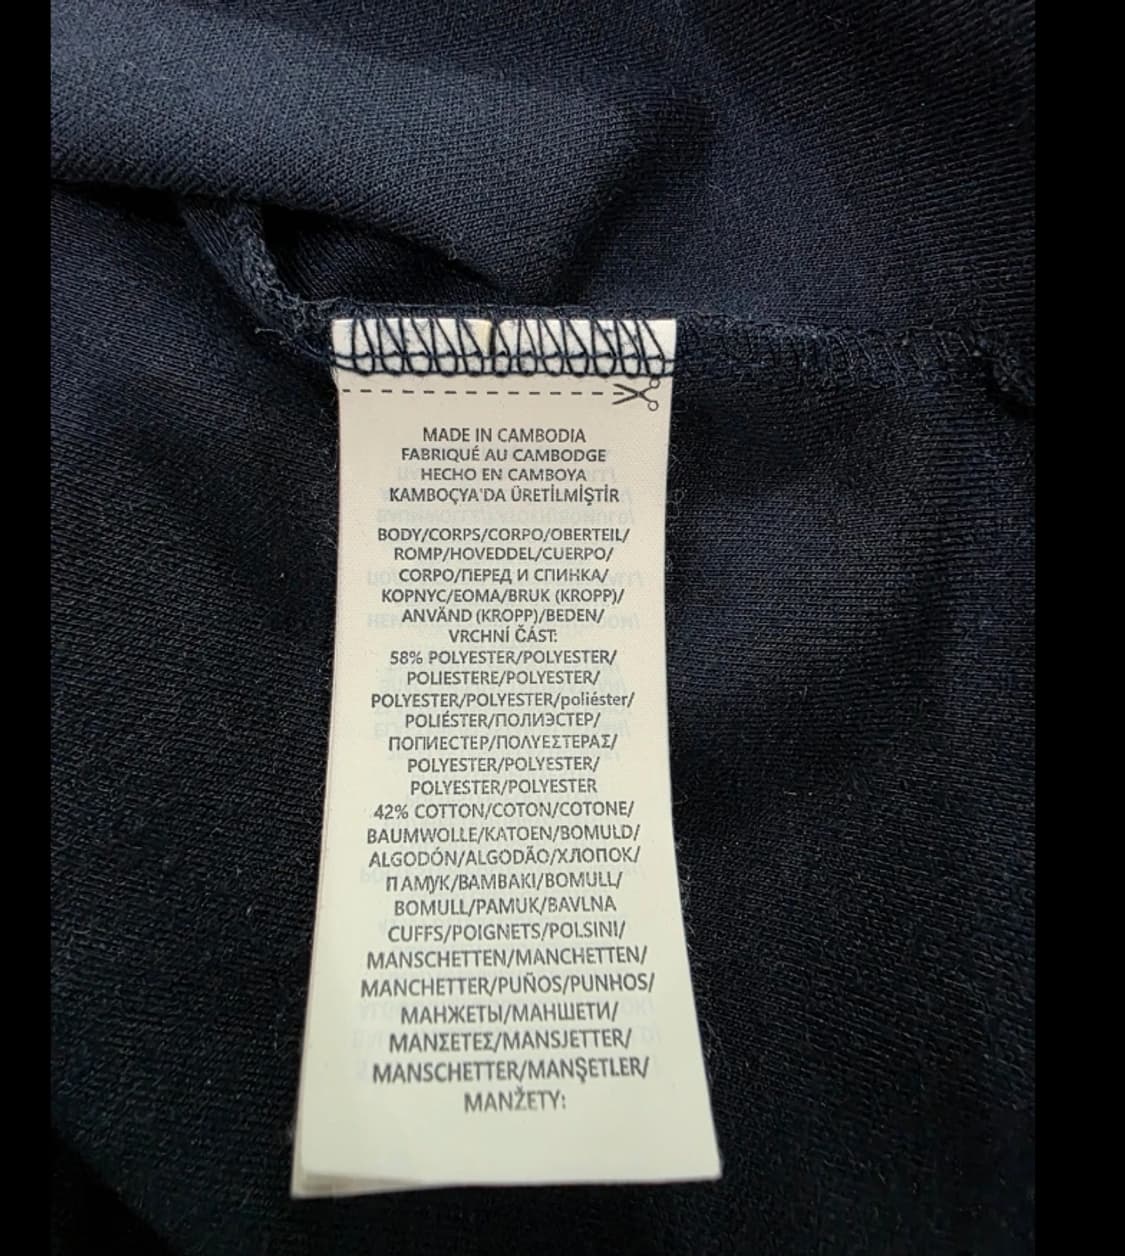 MADE IN CAMBODIA
FABRIQUÉ AU CAMBODGE
HECHO EN CAMBOYA
KAMBOÇYA'DA ÜRETİLMİŞTİR
BODY/CORPS/CORPO/OBERTEIL/
ROMP/HOVEDDEL/CUERPO/
CORPO/ПЕРЕД И СПИНКА/
КОРПУС/ΕΟΜΑ/BRUK (KROPP)/
ANVÄND (KROPP)/BEDEN/
VRCHNÍ ČÁST:
58% POLYESTER/POLYESTER/
POLIESTERE/POLYESTER/
POLYESTER/POLYESTER/poliéster/
POLIÉSTER/ПОЛИЭСТЕР/
ПОПИЕСТЕР/ΠΟΛΥΕΣΤΕΡΑΣ/
POLYESTER/POLYESTER/
POLYESTER/POLYESTER
42% COTTON/COTON/COTONE/
BAUMWOLLE/KATOEN/BOMULD/
ALGODÓN/ALGODÃO/ХЛОПОК/
ПАМУК/ΒΑΜΒΑΚΙ/BOMULL/
BOMULL/PAMUK/BAVLNA
CUFFS/POIGNETS/POLSINI/
MANSCHETTEN/MANCHETTEN/
MANCHETTER/PUÑOS/PUNHOS/
МАНЖЕТЫ/МАНШЕТИ/
ΜΑΝΣΕΤΕΣ/MANSJETTER/
MANSCHETTER/MANŞETLER/
MANŽETY: